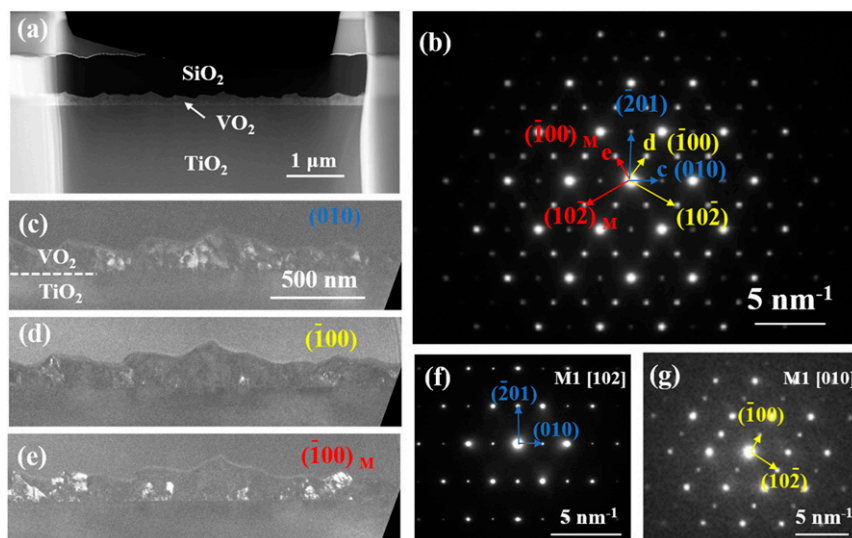 (a)
SiO₂
VO₂
TiO₂
1 μm
(b)
(2̄01)
(1̄00) M
e
d
(1̄00)
c
(010)
(102̄) M
(102̄)
5 nm⁻¹
(c)
(010)
VO₂
TiO₂
500 nm
(d)
(1̄00)
(e)
(1̄00) M
(f)
M1 [102]
(2̄01)
(010)
5 nm⁻¹
(g)
M1 [010]
(1̄00)
(102̄)
5 nm⁻¹